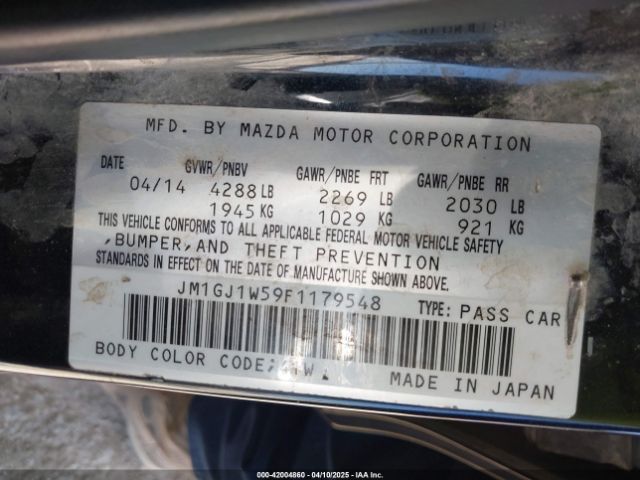 MFD. BY MAZDA MOTOR CORPORATION
DATE GVWR/PNBV GAWR/PNBE FRT GAWR/PNBE RR
04/14 4288 LB 2269 LB 2030 LB
1945 KG 1029 KG 921 KG
THIS VEHICLE CONFORMS TO ALL APPLICABLE FEDERAL MOTOR VEHICLE SAFETY
,BUMPER, AND THEFT PREVENTION
STANDARDS IN EFFECT ON THE DATE OF MANUFACTURE SHOWN ABOVE.
JM1GJ1W59F1179548 TYPE: PASS CAR
BODY COLOR CODE:
MADE IN JAPAN
000-42004860 - 04/10/2025 - IAA Inc.